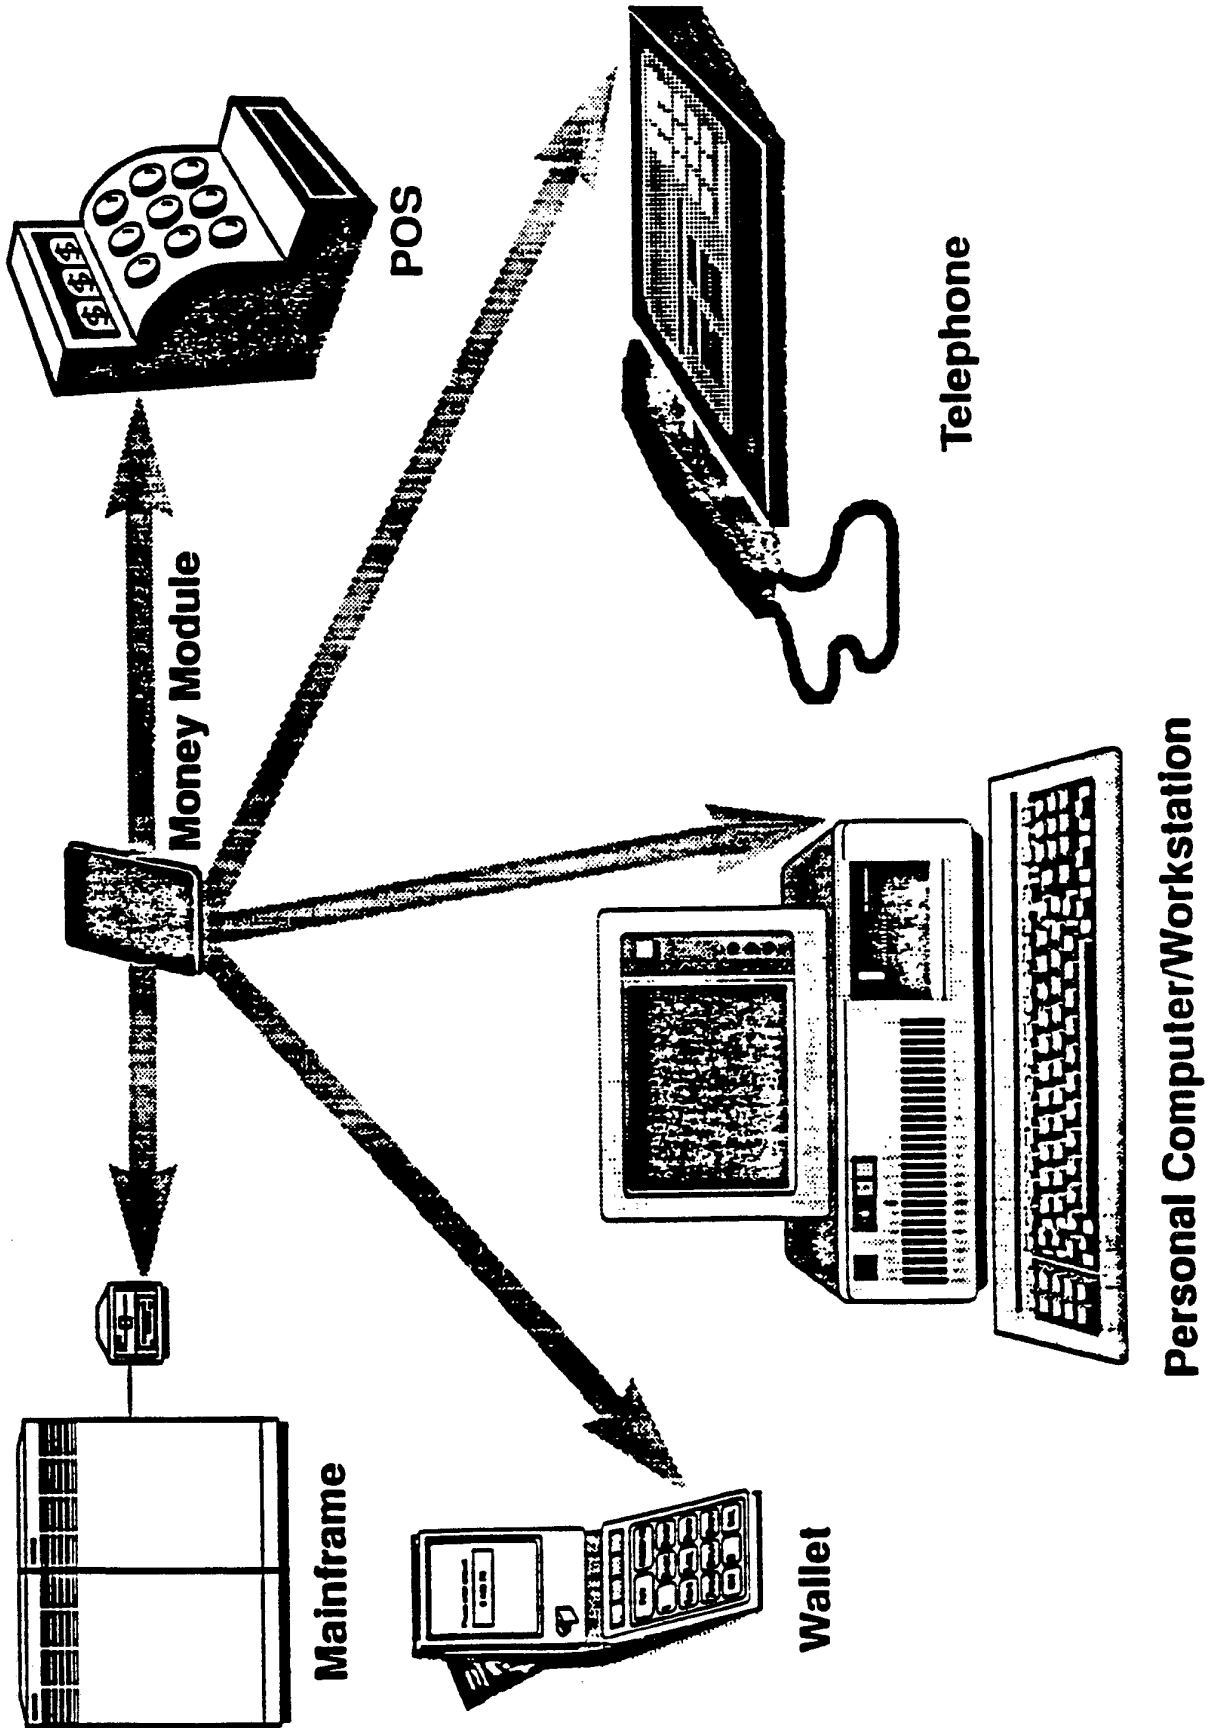 Mainframe
Money Module
POS
$ $ $
Wallet
Telephone
Personal Computer/Workstation